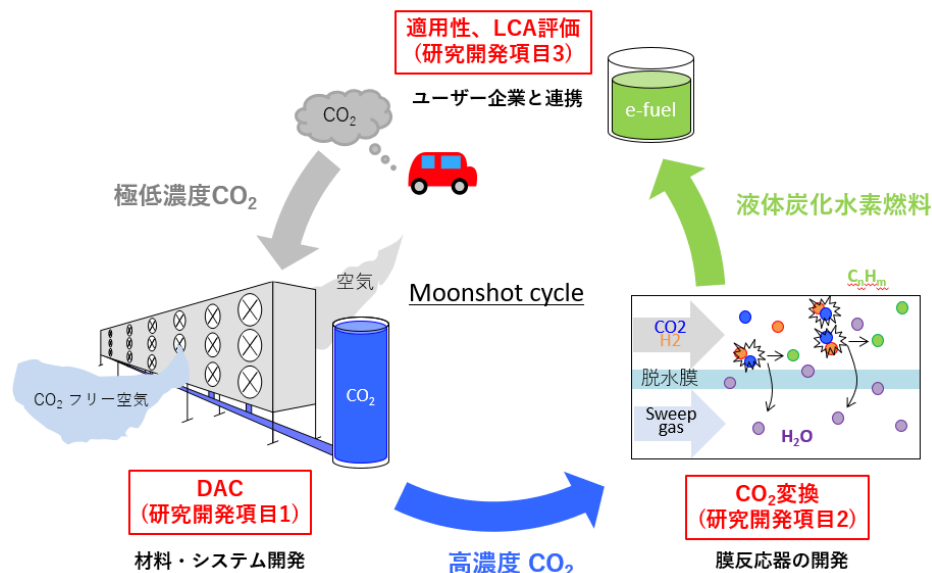 適用性、LCA評価
(研究開発項目3)
ユーザー企業と連携
CO₂
e-fuel
極低濃度CO₂
液体炭化水素燃料
空気
Moonshot cycle
CₙHₘ
CO2
H2
脱水膜
CO₂
CO₂ フリー空気
Sweep
gas
H₂O
DAC
(研究開発項目1)
CO₂変換
(研究開発項目2)
材料・システム開発
高濃度 CO₂
膜反応器の開発